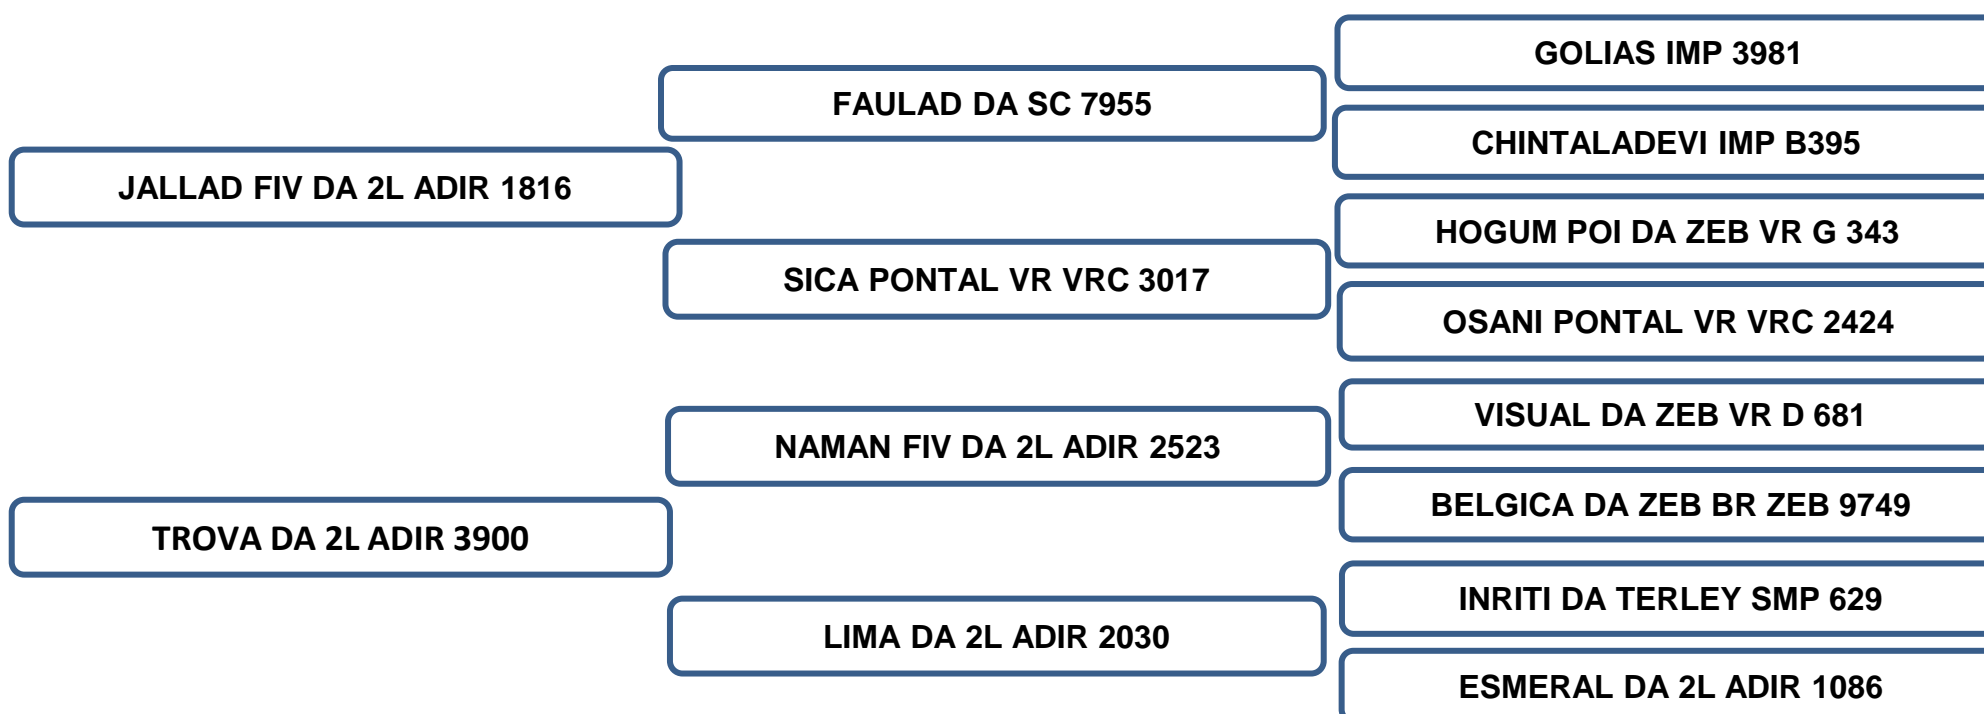 GOLIAS IMP 3981
FAULAD DA SC 7955
CHINTALADEVI IMP B395
JALLAD FIV DA 2L ADIR 1816
HOGUM POI DA ZEB VR G 343
SICA PONTAL VR VRC 3017
OSANI PONTAL VR VRC 2424
VISUAL DA ZEB VR D 681
NAMAN FIV DA 2L ADIR 2523
BELGICA DA ZEB BR ZEB 9749
TROVA DA 2L ADIR 3900
INRITI DA TERLEY SMP 629
LIMA DA 2L ADIR 2030
ESMERAL DA 2L ADIR 1086